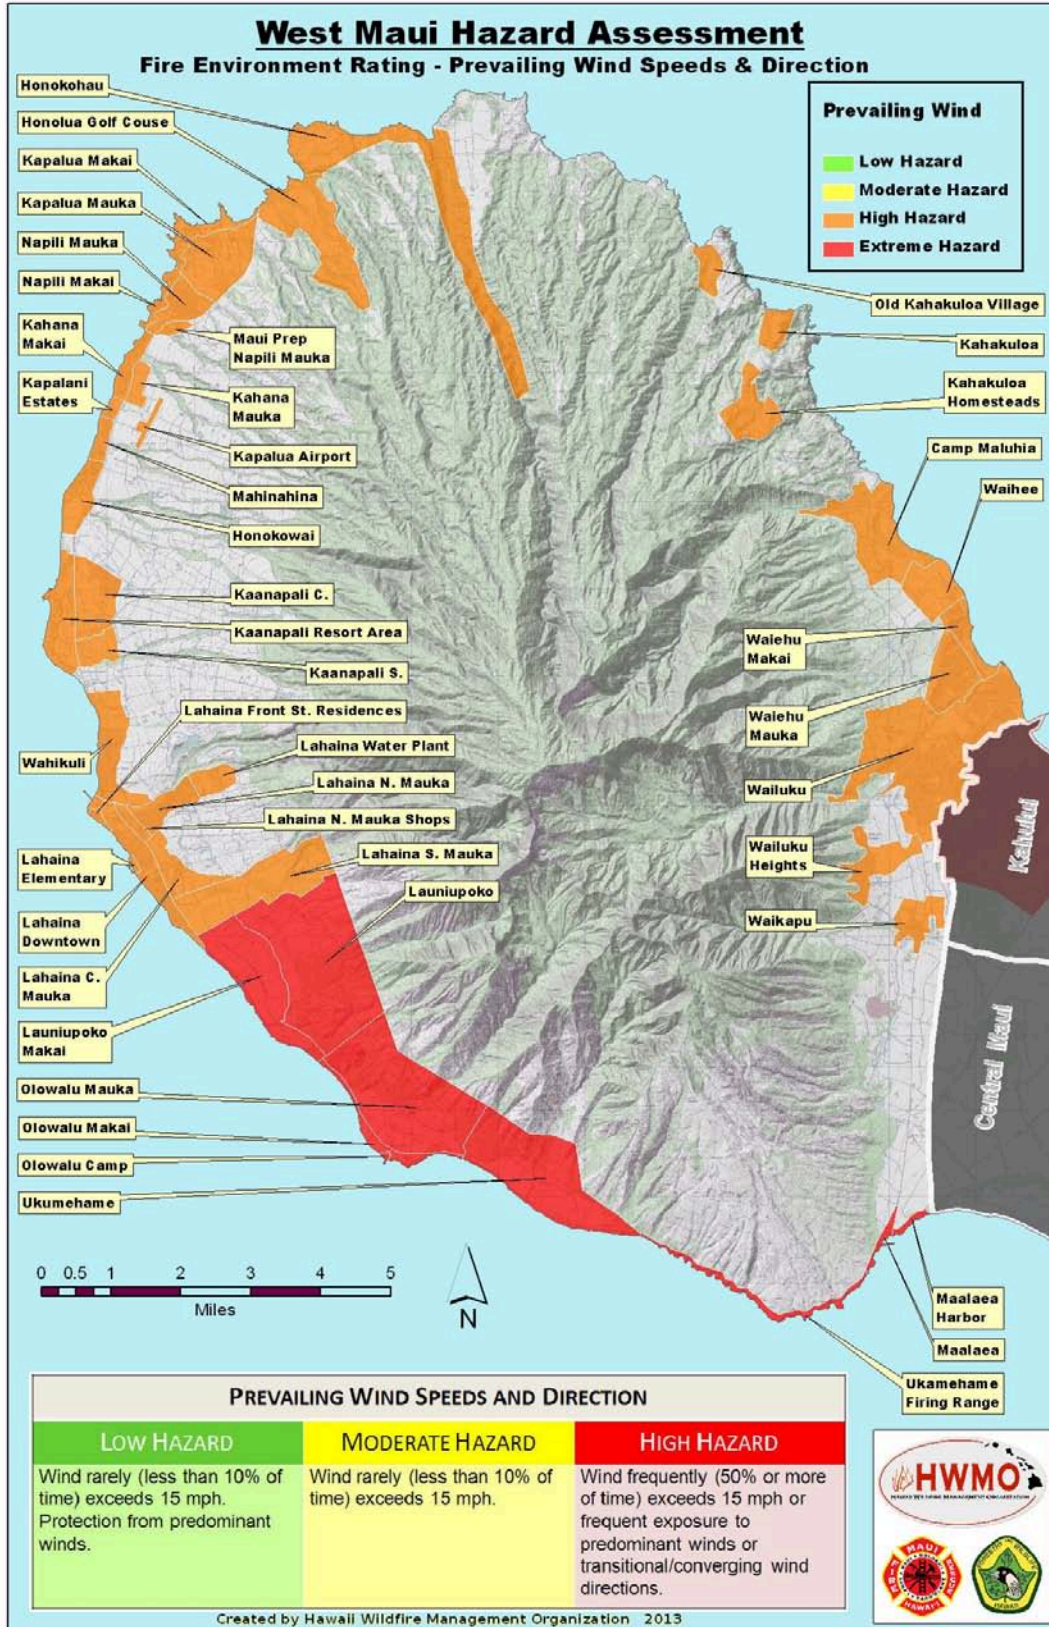 West Maui Hazard Assessment
Fire Environment Rating - Prevailing Wind Speeds & Direction
Prevailing Wind
Low Hazard
Moderate Hazard
High Hazard
Extreme Hazard
Honokohau
Honolua Golf Couse
Kapalua Makai
Kapalua Mauka
Napili Mauka
Napili Makai
Kahana
Makai
Kapalani
Estates
Maui Prep
Napili Mauka
Kahana
Mauka
Kapalua Airport
Mahinahina
Honokowai
Kaanapali C.
Kaanapali Resort Area
Kaanapali S.
Lahaina Front St. Residences
Wahikuli
Lahaina Water Plant
Lahaina N. Mauka
Lahaina N. Mauka Shops
Lahaina S. Mauka
Launiupoko
Lahaina
Elementary
Lahaina
Downtown
Lahaina C.
Mauka
Launiupoko
Makai
Olowalu Mauka
Olowalu Makai
Olowalu Camp
Ukumehame
Old Kahakuloa Village
Kahakuloa
Kahakuloa
Homesteads
Camp Maluhia
Waihee
Waiehu
Makai
Waiehu
Mauka
Wailuku
Wailuku
Heights
Waikapu
Kahului
Central Maui
Maalaea
Harbor
Maalaea
Ukamehame
Firing Range
0 0.5 1 2 3 4 5
Miles
N
PREVAILING WIND SPEEDS AND DIRECTION
LOW HAZARD
Wind rarely (less than 10% of
time) exceeds 15 mph.
Protection from predominant
winds.
MODERATE HAZARD
Wind rarely (less than 10% of
time) exceeds 15 mph.
HIGH HAZARD
Wind frequently (50% or more
of time) exceeds 15 mph or
frequent exposure to
predominant winds or
transitional/converging wind
directions.
HWMO
MAUI
FIRE
HAWAII
Created by Hawaii Wildfire Management Organization 2013